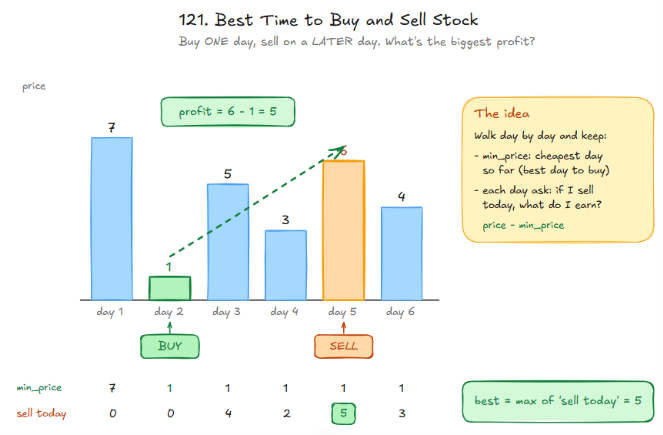 121. Best Time to Buy and Sell Stock
Buy ONE day, sell on a LATER day. What's the biggest profit?
price
profit = 6 - 1 = 5
7
1
5
3
6
4
day 1 day 2 day 3 day 4 day 5 day 6
BUY
SELL
min_price 7 1 1 1 1 1
sell today 0 0 4 2 5 3
The idea
Walk day by day and keep:
- min_price: cheapest day
so far (best day to buy)
- each day ask: if I sell
today, what do I earn?
price - min_price
best = max of 'sell today' = 5